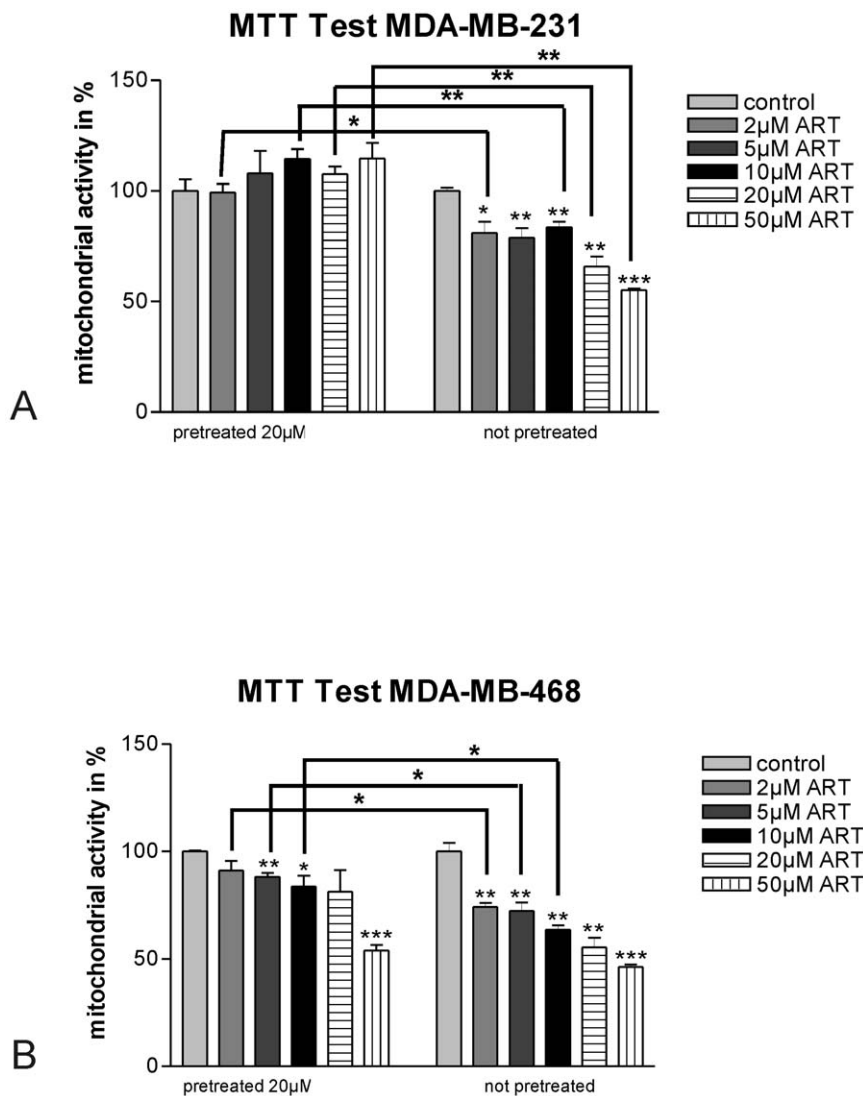 MTT Test MDA-MB-231
mitochondrial activity in %
150
100
50
0
*
**
**
**
*
**
**
**
***
pretreated 20µM
not pretreated
control
2µM ART
5µM ART
10µM ART
20µM ART
50µM ART
A
MTT Test MDA-MB-468
mitochondrial activity in %
150
100
50
0
*
*
*
**
*
***
**
**
**
**
***
pretreated 20µM
not pretreated
control
2µM ART
5µM ART
10µM ART
20µM ART
50µM ART
B